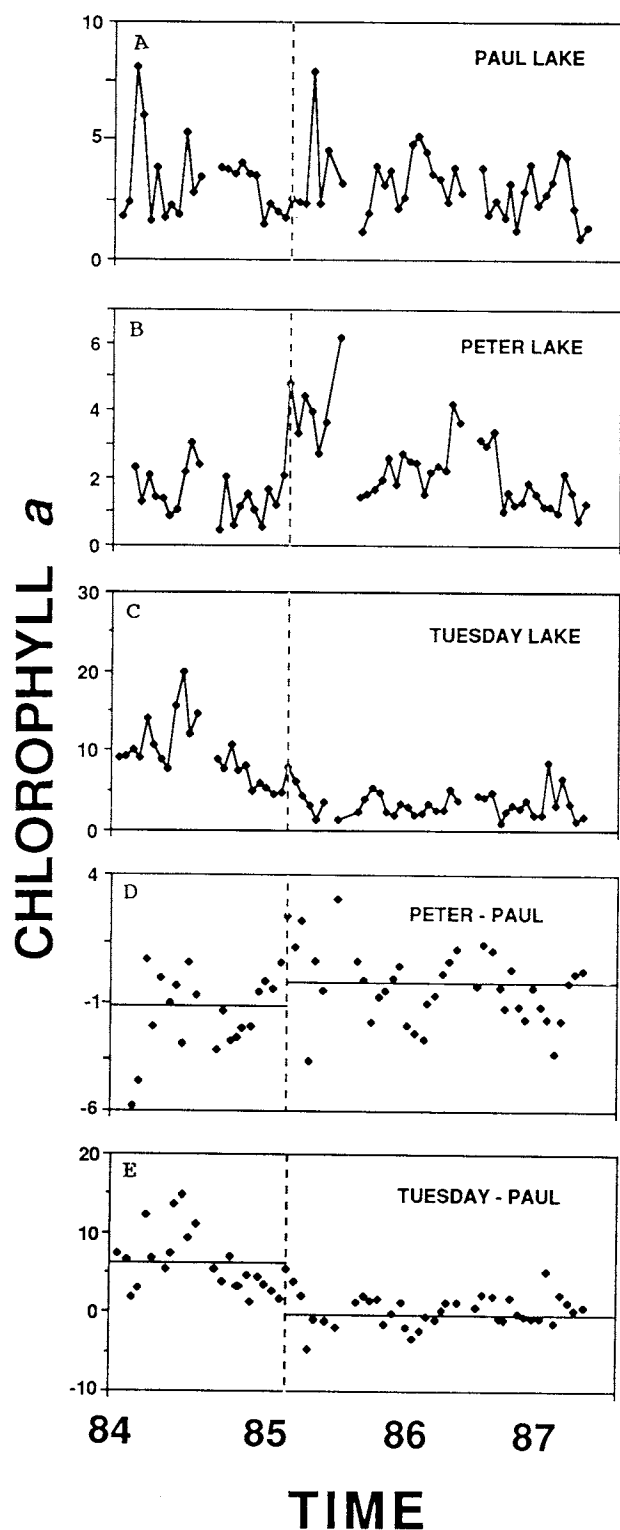 10
A
PAUL LAKE
5
0
B
PETER LAKE
6
4
2
0
30
C
TUESDAY LAKE
20
10
0
4
D
PETER - PAUL
-1
-6
20
E
TUESDAY - PAUL
10
0
-10
84 85 86 87
TIME
CHLOROPHYLL a